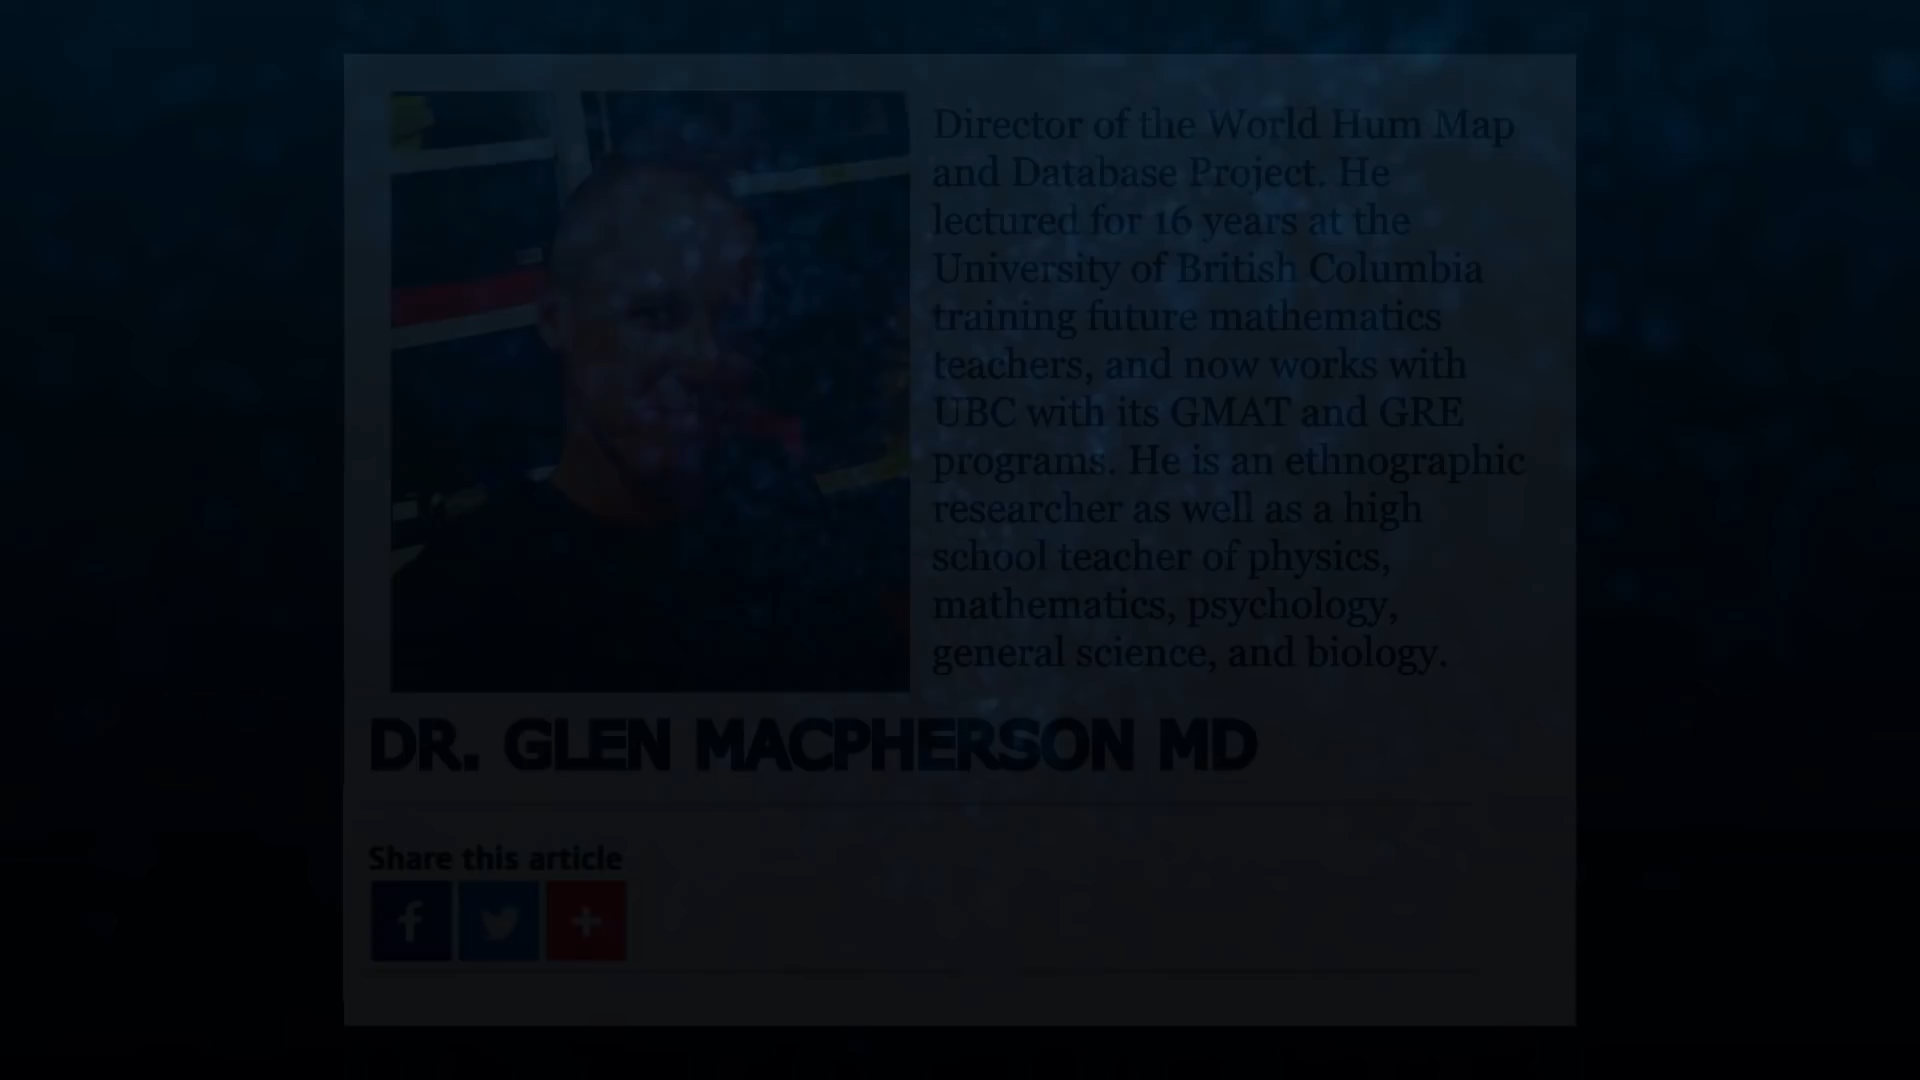 Director of the World Hum Map
and Database Project. He
lectured for 16 years at the
University of British Columbia
training future mathematics
teachers, and now works with
UBC with its GMAT and GRE
programs. He is an ethnographic
researcher as well as a high
school teacher of physics,
mathematics, psychology,
general science, and biology.
DR. GLEN MACPHERSON MD
Share this article